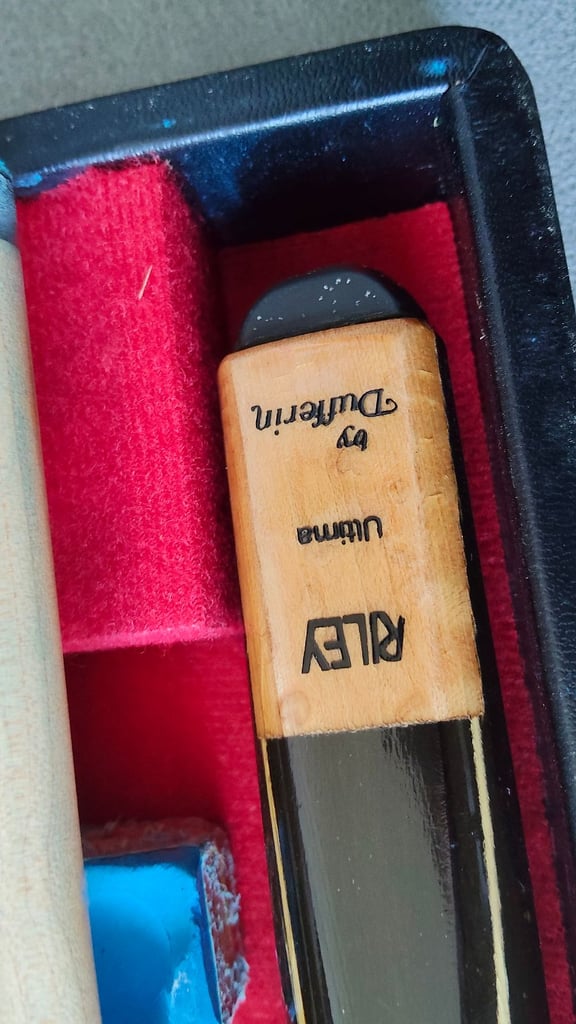 RILEY
Ultima
by
Dufferin